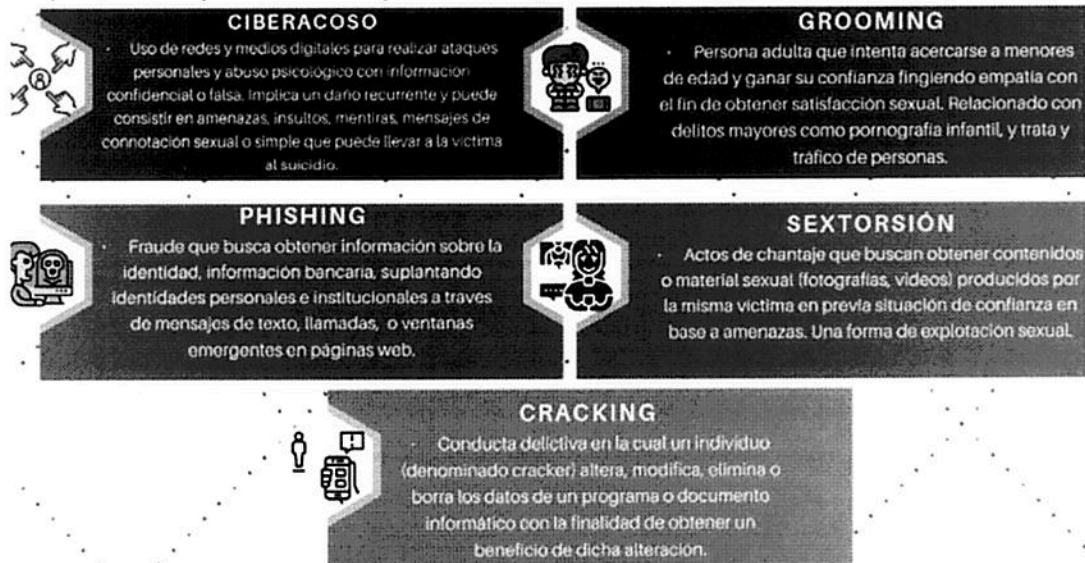 CIBERACOSO
· Uso de redes y medios digitales para realizar ataques
personales y abuso psicológico con información
confidencial o falsa. Implica un daño recurrente y puede
consistir en amenazas, insultos, mentiras, mensajes de
connotación sexual o simple que puede llevar a la víctima
al suicidio.
GROOMING
· Persona adulta que intenta acercarse a menores
de edad y ganar su confianza fingiendo empatía con
el fin de obtener satisfacción sexual. Relacionado con
delitos mayores como pornografía infantil, y trata y
tráfico de personas.
PHISHING
· Fraude que busca obtener información sobre la
identidad, información bancaria, suplantando
identidades personales e institucionales a través
de mensajes de texto, llamadas, o ventanas
emergentes en páginas web.
SEXTORSIÓN
· Actos de chantaje que buscan obtener contenidos
o material sexual (fotografías, videos) producidos por
la misma víctima en previa situación de confianza en
base a amenazas. Una forma de explotación sexual.
CRACKING
· Conducta delictiva en la cual un individuo
(denominado cracker) altera, modifica, elimina o
borra los datos de un programa o documento
informático con la finalidad de obtener un
beneficio de dicha alteración.